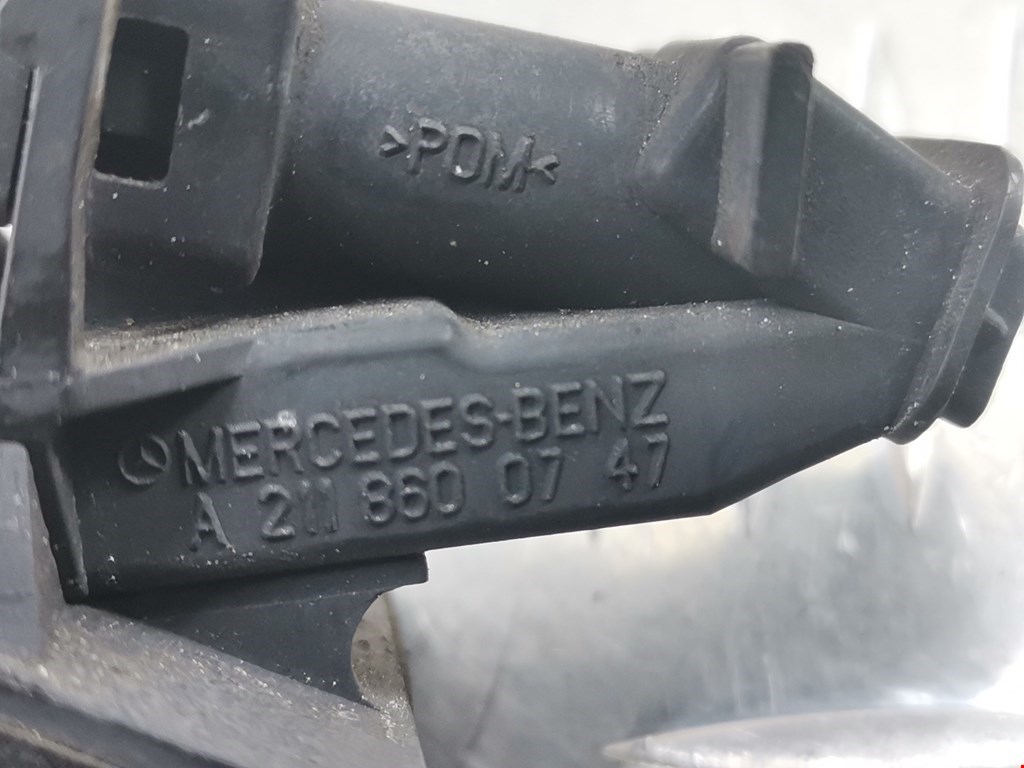 >POM<
MERCEDES-BENZ
A 211 860 07 47